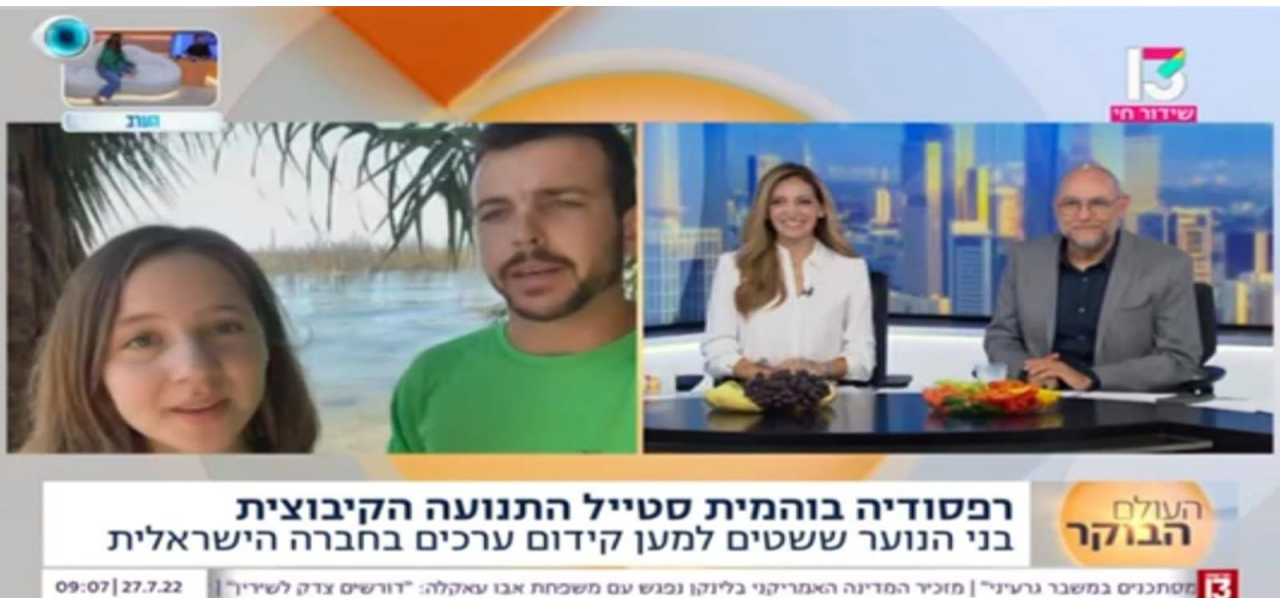 הערב
13
שידור חי
רפסודיה בוהמית סטייל התנועה הקיבוצית
בני הנוער ששטים למען קידום ערכים בחברה הישראלית
העולם
הבוקר
מסתכנים במשבר גרעיני" | מזכיר המדינה האמריקני בלינקן נפגש עם משפחת אבו עאקלה: "דורשים צדק לשירין" |
27.7.22 | 09:07
13